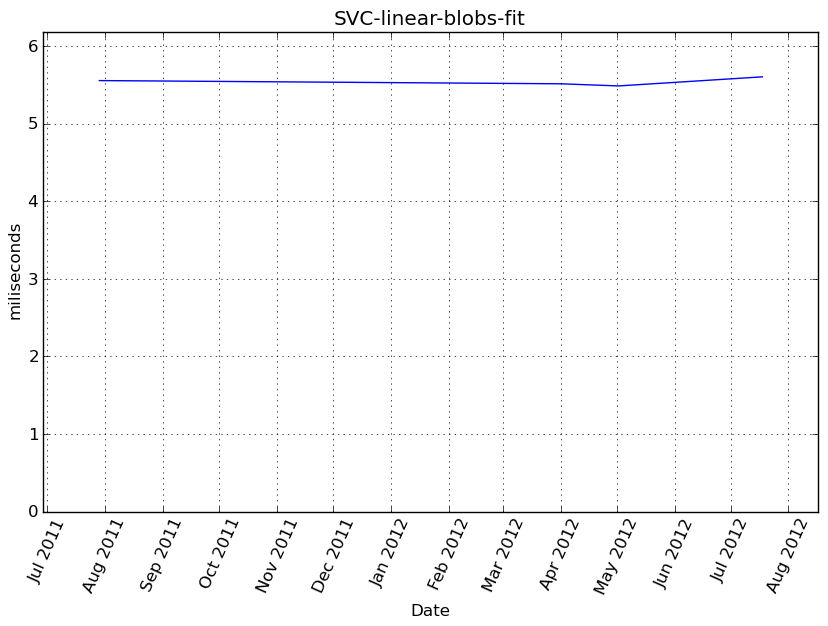 SVC-linear-blobs-fit
6
5
4
3
2
1
0
miliseconds
Jul 2011
Aug 2011
Sep 2011
Oct 2011
Nov 2011
Dec 2011
Jan 2012
Feb 2012
Mar 2012
Apr 2012
May 2012
Jun 2012
Jul 2012
Aug 2012
Date